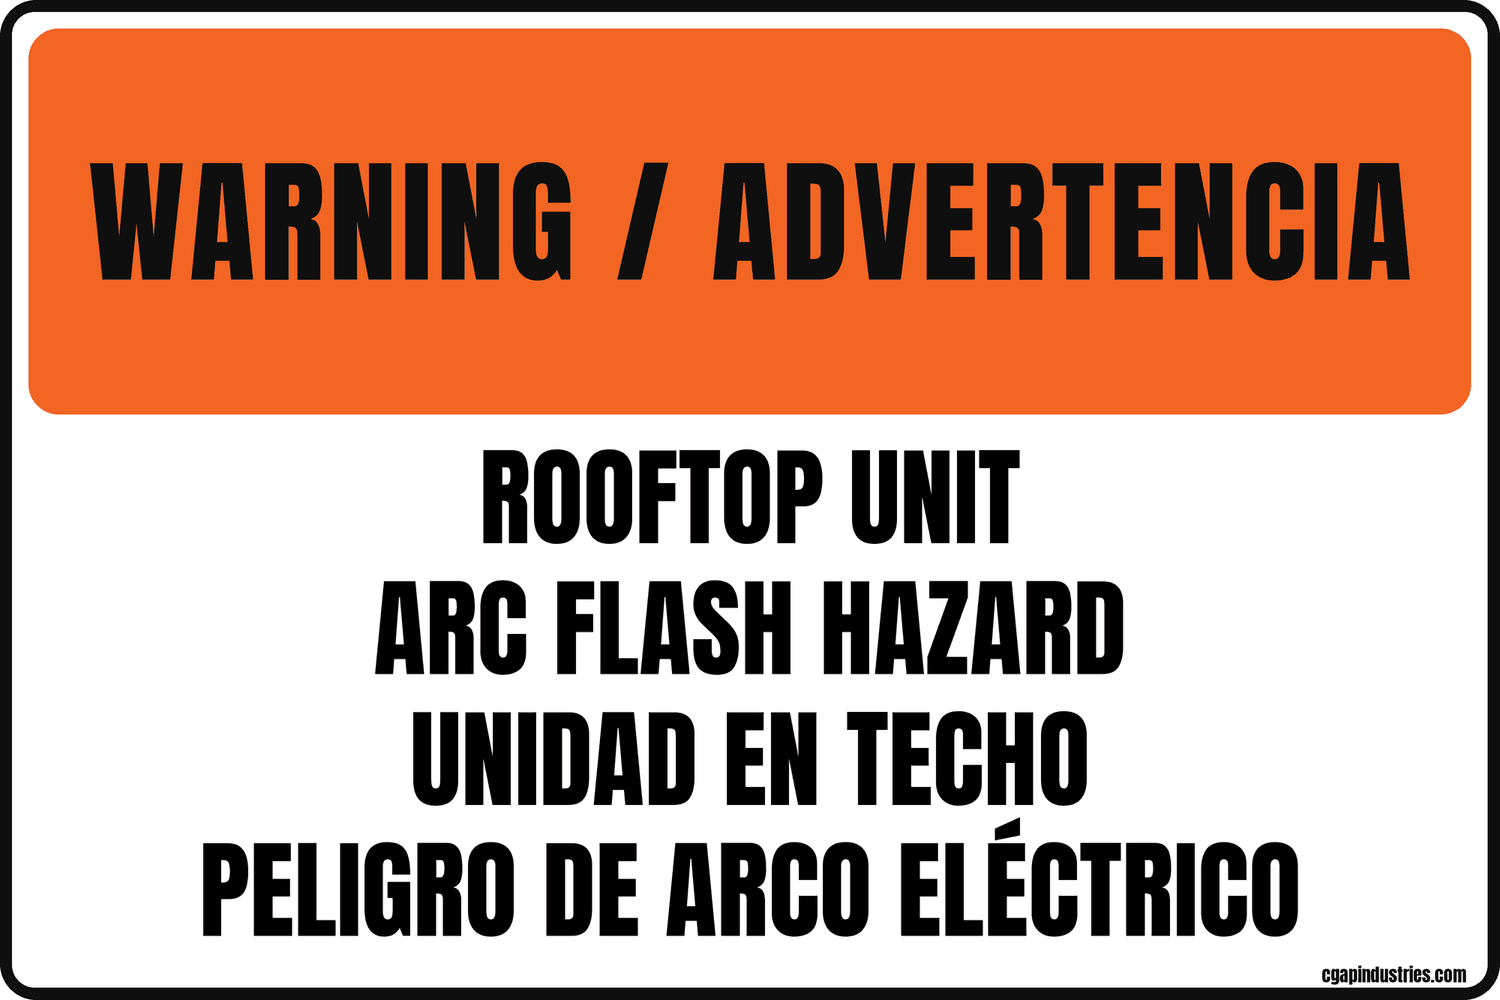 WARNING / ADVERTENCIA
ROOFTOP UNIT
ARC FLASH HAZARD
UNIDAD EN TECHO
PELIGRO DE ARCO ELÉCTRICO
cgapindustries.com